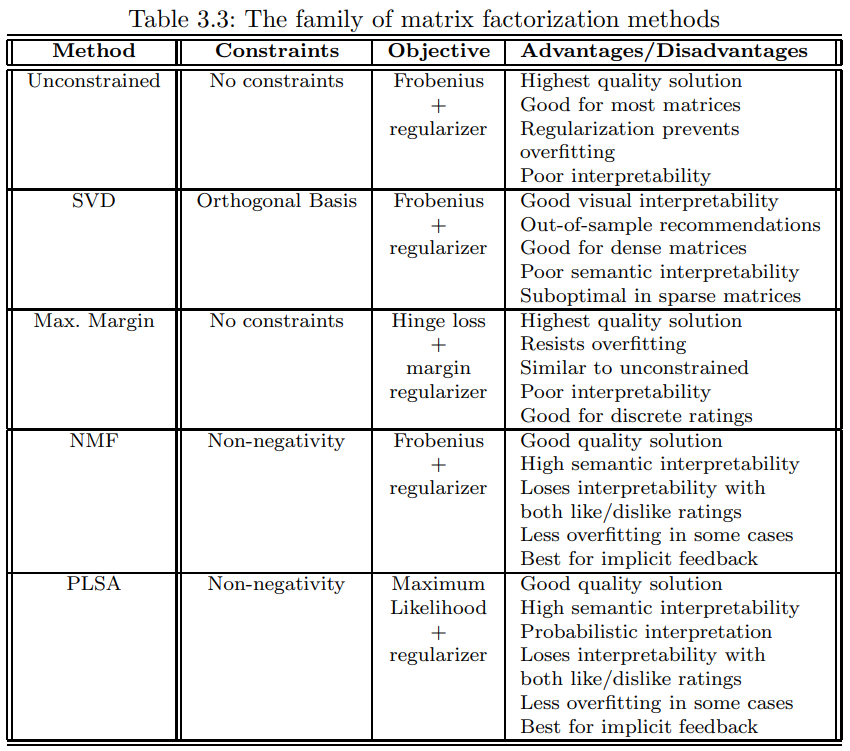 Table 3.3: The family of matrix factorization methods
Method Constraints Objective Advantages/Disadvantages
Unconstrained No constraints Frobenius Highest quality solution
+ Good for most matrices
regularizer Regularization prevents
overfitting
Poor interpretability
SVD Orthogonal Basis Frobenius Good visual interpretability
+ Out-of-sample recommendations
regularizer Good for dense matrices
Poor semantic interpretability
Suboptimal in sparse matrices
Max. Margin No constraints Hinge loss Highest quality solution
+ Resists overfitting
margin Similar to unconstrained
regularizer Poor interpretability
Good for discrete ratings
NMF Non-negativity Frobenius Good quality solution
+ High semantic interpretability
regularizer Loses interpretability with
both like/dislike ratings
Less overfitting in some cases
Best for implicit feedback
PLSA Non-negativity Maximum Good quality solution
Likelihood High semantic interpretability
+ Probabilistic interpretation
regularizer Loses interpretability with
both like/dislike ratings
Less overfitting in some cases
Best for implicit feedback